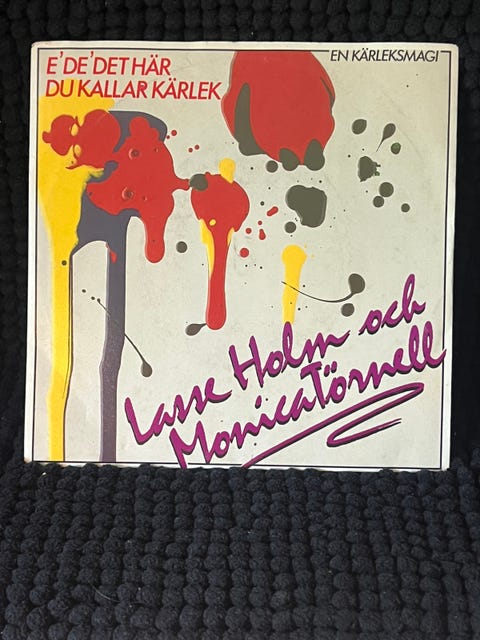 E'DE'DET HÄR
DU KALLAR KÄRLEK
EN KÄRLEKSMAGI
Lasse Holm och
Monica Törnell